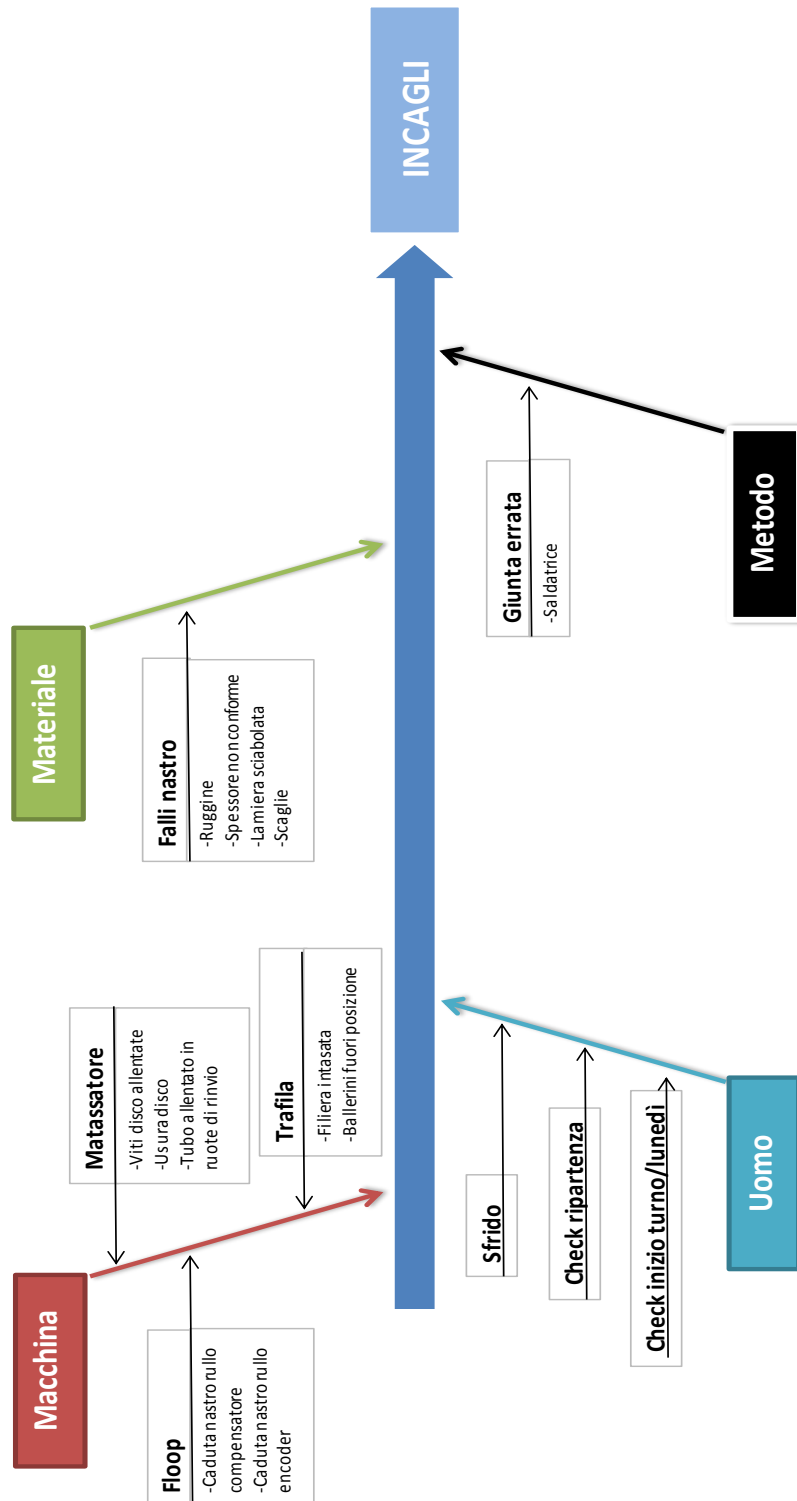 Macchina
Materiale
Matassatore
-Viti disco allentate
-Usura disco
-Tubo allentato in
ruote di rinvio
Floop
-Caduta nastro rullo
compensatore
-Caduta nastro rullo
encoder
Trafila
-Filiera intasata
-Ballerini fuori posizione
Falli nastro
-Ruggine
-Spessore non conforme
-Lamiera sciabolata
-Scaglie
INCAGLI
Sfrido
Check ripartenza
Check inizio turno/lunedì
Giunta errata
-Saldatrice
Uomo
Metodo